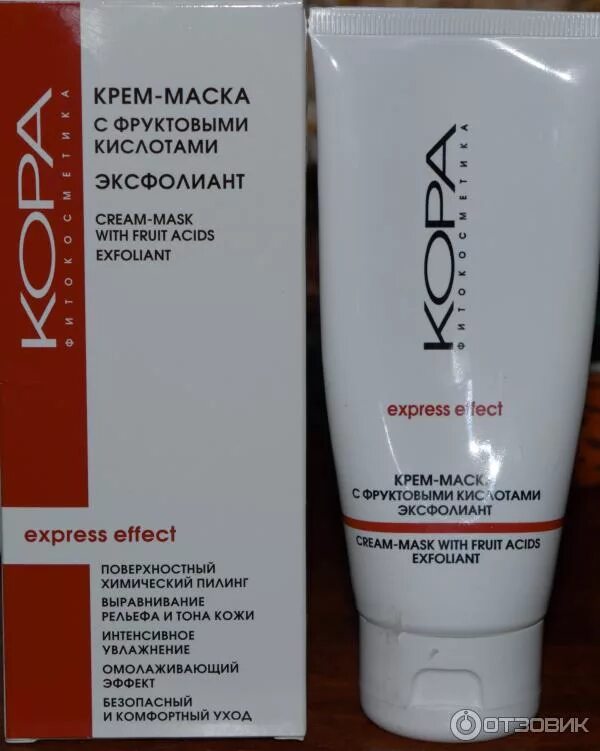 КОРА
ФИТОКОСМЕТИКА
КРЕМ-МАСКА
С ФРУКТОВЫМИ
КИСЛОТАМИ
ЭКСФОЛИАНТ
CREAM-MASK
WITH FRUIT ACIDS
EXFOLIANT
express effect
ПОВЕРХНОСТНЫЙ
ХИМИЧЕСКИЙ ПИЛИНГ
ВЫРАВНИВАНИЕ
РЕЛЬЕФА И ТОНА КОЖИ
ИНТЕНСИВНОЕ
УВЛАЖНЕНИЕ
ОМОЛАЖИВАЮЩИЙ
ЭФФЕКТ
БЕЗОПАСНЫЙ
И КОМФОРТНЫЙ УХОД
КОРА
ФИТОКОСМЕТИКА
express effect
КРЕМ-МАСКА
С ФРУКТОВЫМИ КИСЛОТАМИ
ЭКСФОЛИАНТ
CREAM-MASK WITH FRUIT ACIDS
EXFOLIANT
ОТЗОВИК